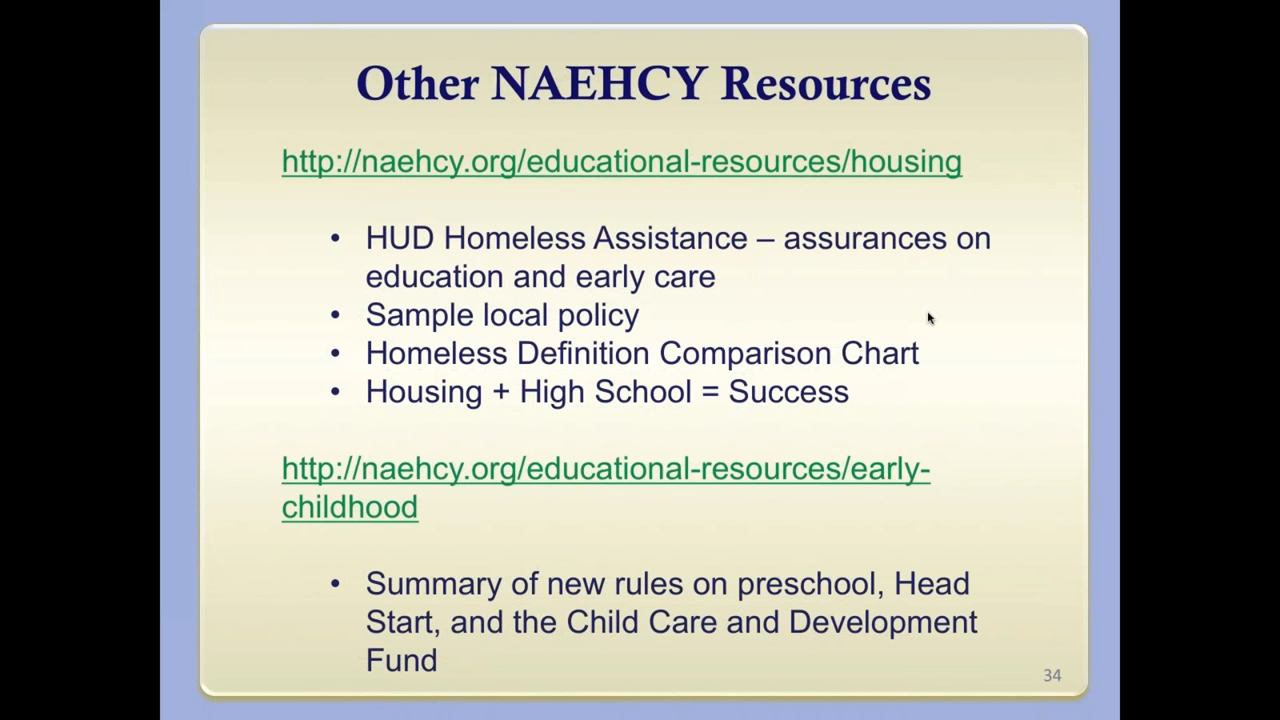 Other NAEHCY Resources
http://naehcy.org/educational-resources/housing
• HUD Homeless Assistance – assurances on
education and early care
• Sample local policy
• Homeless Definition Comparison Chart
• Housing + High School = Success
http://naehcy.org/educational-resources/early-
childhood
• Summary of new rules on preschool, Head
Start, and the Child Care and Development
Fund
34